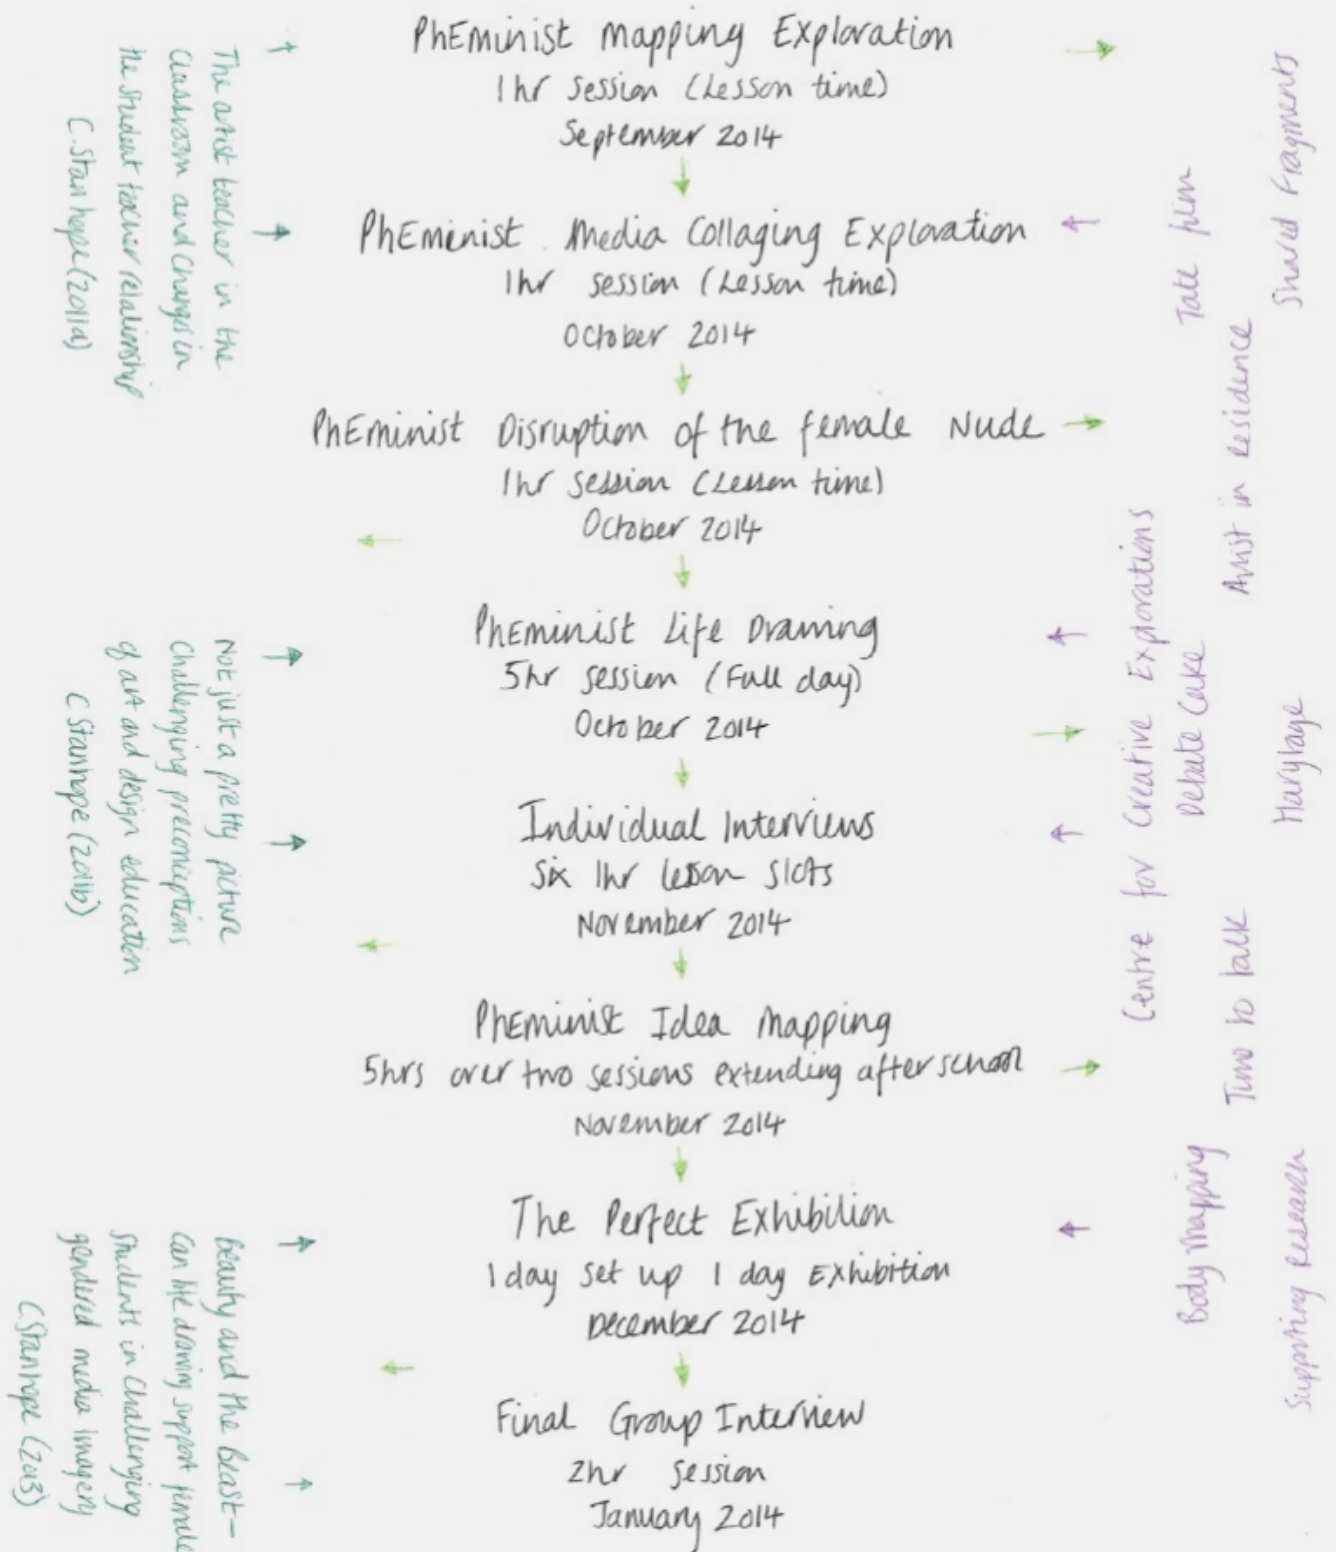 PhEminist Mapping Exploration
1hr session (Lesson time)
September 2014
PhEmenist Media Collaging Exploration
1hr session (Lesson time)
October 2014
PhEminist Disruption of the female Nude
1hr session (Lesson time)
October 2014
PhEminist Life Drawing
5hr session (Full day)
October 2014
Individual Interviews
Six 1hr lesson slots
November 2014
PhEminist Idea Mapping
5hrs over two sessions extending after school
November 2014
The Perfect Exhibition
1 day set up 1 day Exhibition
December 2014
Final Group Interview
2hr session
January 2014
The artist teacher in the
classroom and changes in
the student teacher relationship
C. Stanhope (2011a)
Not just a pretty picture
Challenging preconceptions
of art and design education
C Stanhope (2011b)
Beauty and the Beast–
can life drawing support female
students in challenging
gendered media imagery
C Stanhope (2013)
Shared Fragments
Tate film
Artist in residence
Centre for Creative Explorations
Debate Cake
Time to talk
Body Mapping
Supporting Research